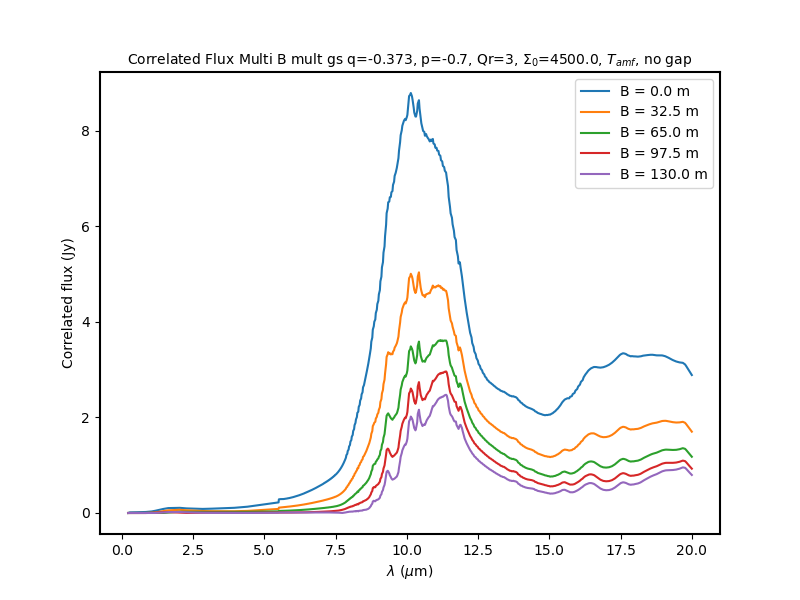 Correlated Flux Multi B mult gs q=-0.373, p=-0.7, Qr=3, Σ₀=4500.0, T_amf, no gap
B = 0.0 m
B = 32.5 m
B = 65.0 m
B = 97.5 m
B = 130.0 m
Correlated flux (Jy)
8
6
4
2
0
0.0 2.5 5.0 7.5 10.0 12.5 15.0 17.5 20.0
λ (μm)